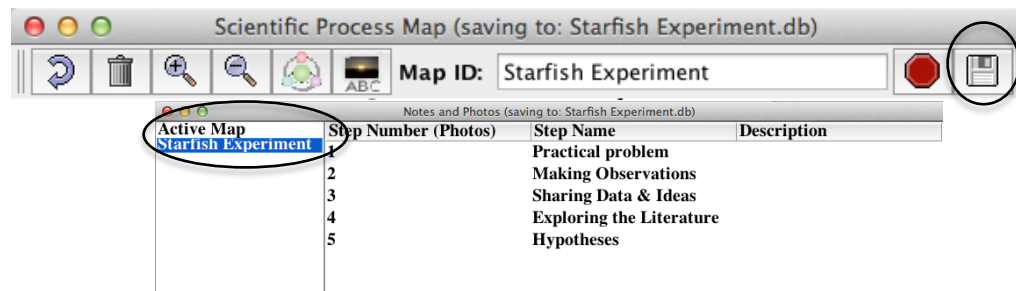 Scientific Process Map (saving to: Starfish Experiment.db)
ABC Map ID: Starfish Experiment
Notes and Photos (saving to: Starfish Experiment.db)
Active Map Step Number (Photos) Step Name Description
Starfish Experiment
1 Practical problem
2 Making Observations
3 Sharing Data & Ideas
4 Exploring the Literature
5 Hypotheses